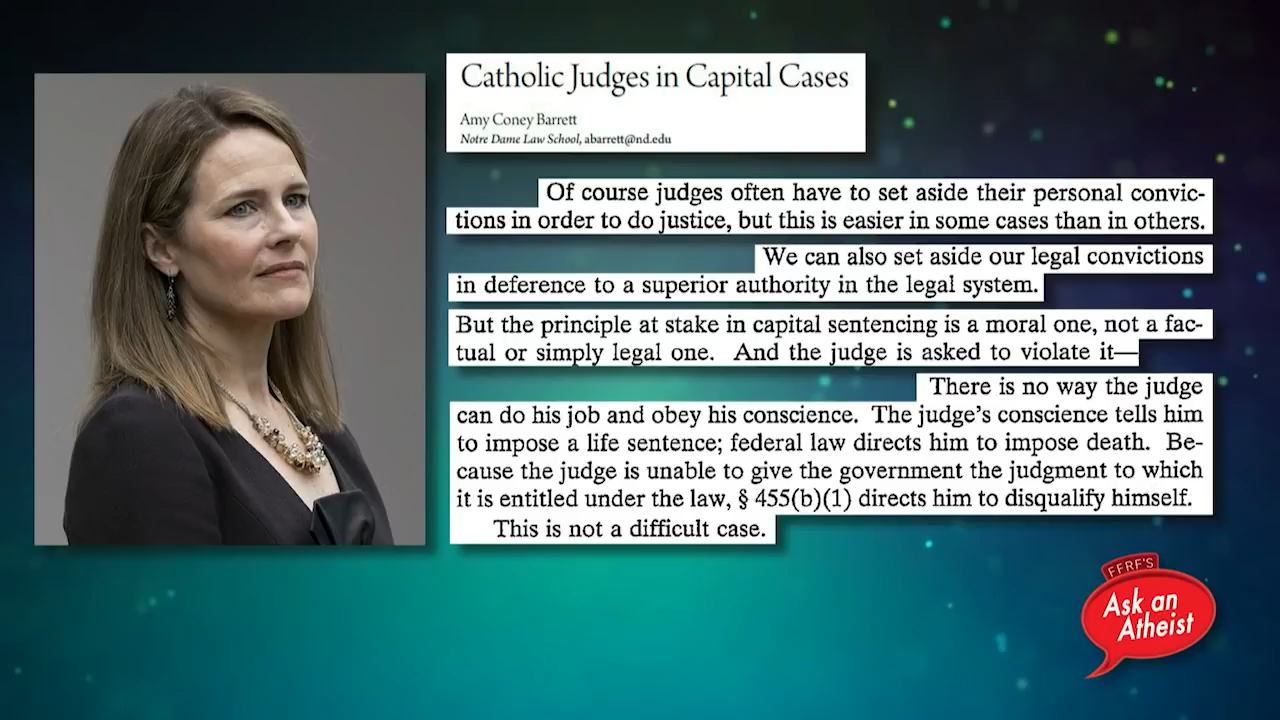 Catholic Judges in Capital Cases
Amy Coney Barrett
Notre Dame Law School, abarrett@nd.edu
Of course judges often have to set aside their personal convic-
tions in order to do justice, but this is easier in some cases than in others.
We can also set aside our legal convictions
in deference to a superior authority in the legal system.
But the principle at stake in capital sentencing is a moral one, not a fac-
tual or simply legal one. And the judge is asked to violate it—
There is no way the judge
can do his job and obey his conscience. The judge's conscience tells him
to impose a life sentence; federal law directs him to impose death. Be-
cause the judge is unable to give the government the judgment to which
it is entitled under the law, § 455(b)(1) directs him to disqualify himself.
This is not a difficult case.
FFRF'S
Ask an
Atheist